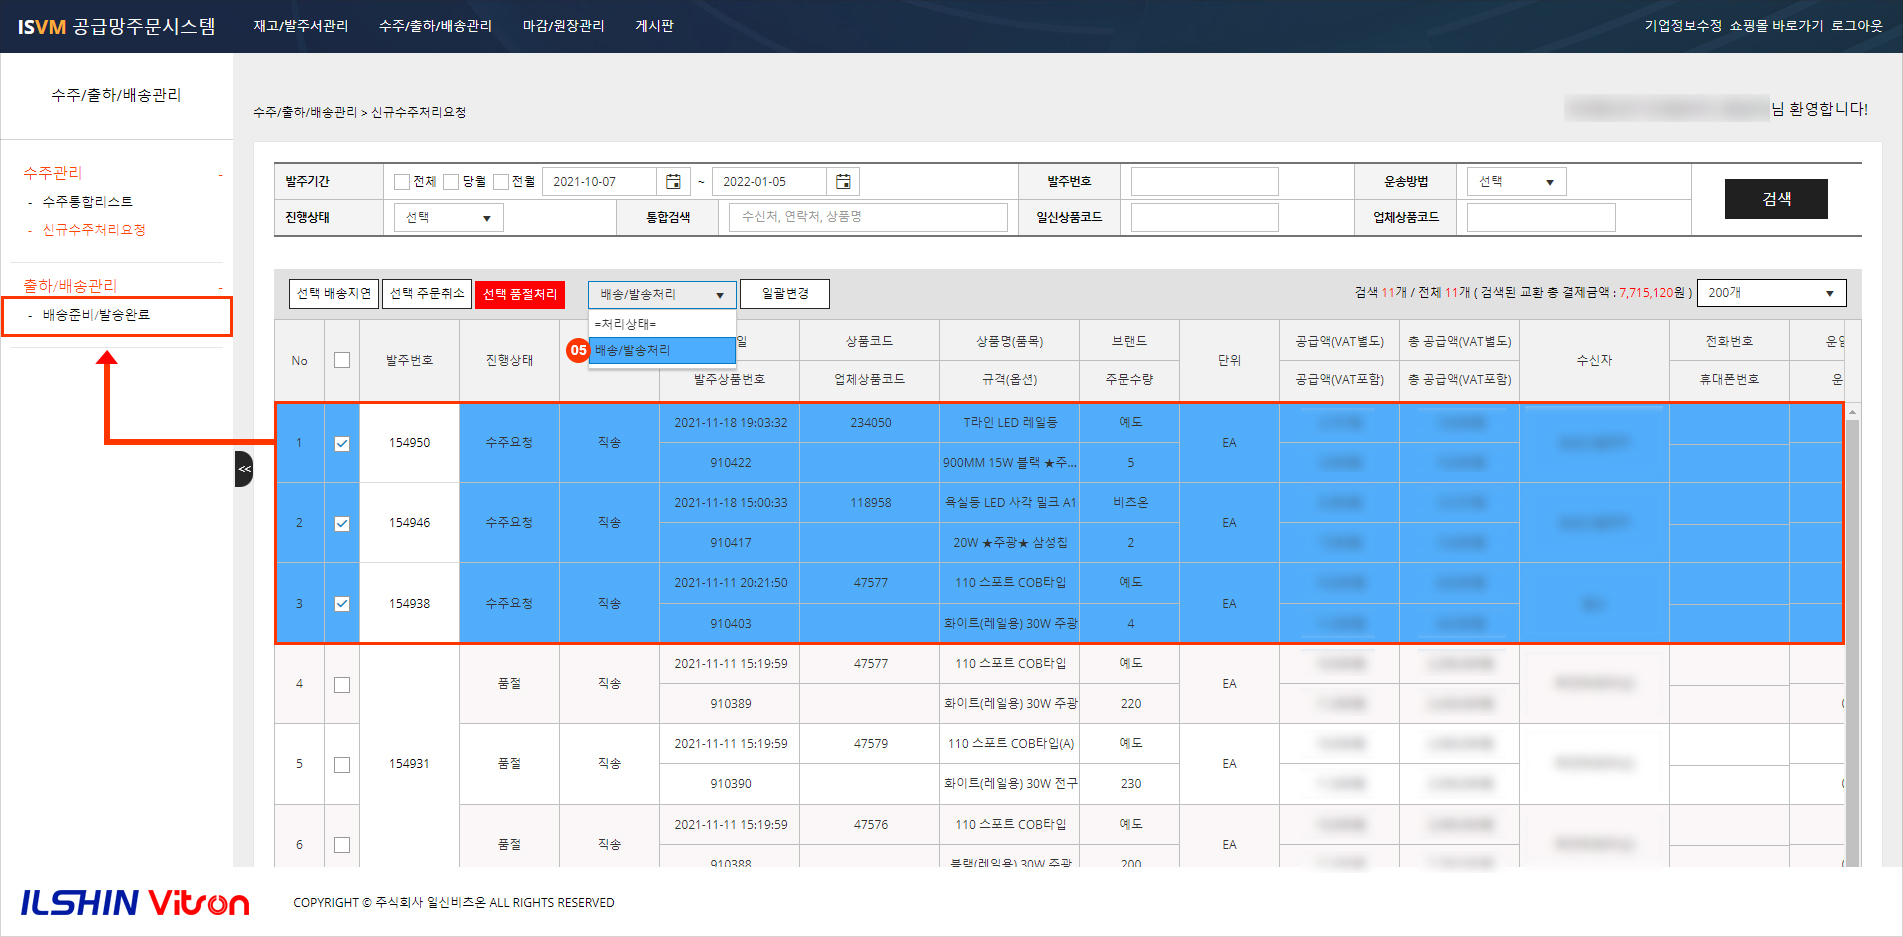 ISVM 공급망주문시스템 재고/발주서관리 수주/출하/배송관리 마감/원장관리 게시판 기업정보수정 쇼핑몰 바로가기 로그아웃
수주/출하/배송관리
수주관리 -
- 수주통합리스트
- 신규수주처리요청
출하/배송관리 -
- 배송준비/발송완료
<<
수주/출하/배송관리 > 신규수주처리요청
님 환영합니다!
발주기간 전체 당월 전월 2021-10-07 ~ 2022-01-05 발주번호 운송방법 선택 ▼
진행상태 선택 ▼ 통합검색 수신처, 연락처, 상품명 일신상품코드 업체상품코드
검색
선택 배송지연 선택 주문취소 선택 품절처리 배송/발송처리 ▼ 일괄변경 검색 11개 / 전체 11개 ( 검색된 교환 총 결제금액 : 7,715,120원 ) 200개 ▼
=처리상태=
05 배송/발송처리
No 발주번호 진행상태 일 상품코드 상품명(품목) 브랜드 단위 공급액(VAT별도) 총 공급액(VAT별도) 수신자 전화번호
발주상품번호 업체상품코드 규격(옵션) 주문수량 공급액(VAT포함) 총 공급액(VAT포함) 휴대폰번호
1 154950 수주요청 직송 2021-11-18 19:03:32 234050 T라인 LED 레일등 예도 EA
910422 900MM 15W 블랙 ★주... 5
2 154946 수주요청 직송 2021-11-18 15:00:33 118958 욕실등 LED 사각 밀크 A1 비츠온 EA
910417 20W ★주광★ 삼성칩 2
3 154938 수주요청 직송 2021-11-11 20:21:50 47577 110 스포트 COB타입 예도 EA
910403 화이트(레일용) 30W 주광 4
4 품절 직송 2021-11-11 15:19:59 47577 110 스포트 COB타입 예도 EA
910389 화이트(레일용) 30W 주광 220
5 154931 품절 직송 2021-11-11 15:19:59 47579 110 스포트 COB타입(A) 예도 EA
910390 화이트(레일용) 30W 전구 230
6 품절 직송 2021-11-11 15:19:59 47576 110 스포트 COB타입 예도 EA
910388 블랙(레일용) 30W 주광 200
ILSHIN Vitron COPYRIGHT © 주식회사 일신비츠온 ALL RIGHTS RESERVED